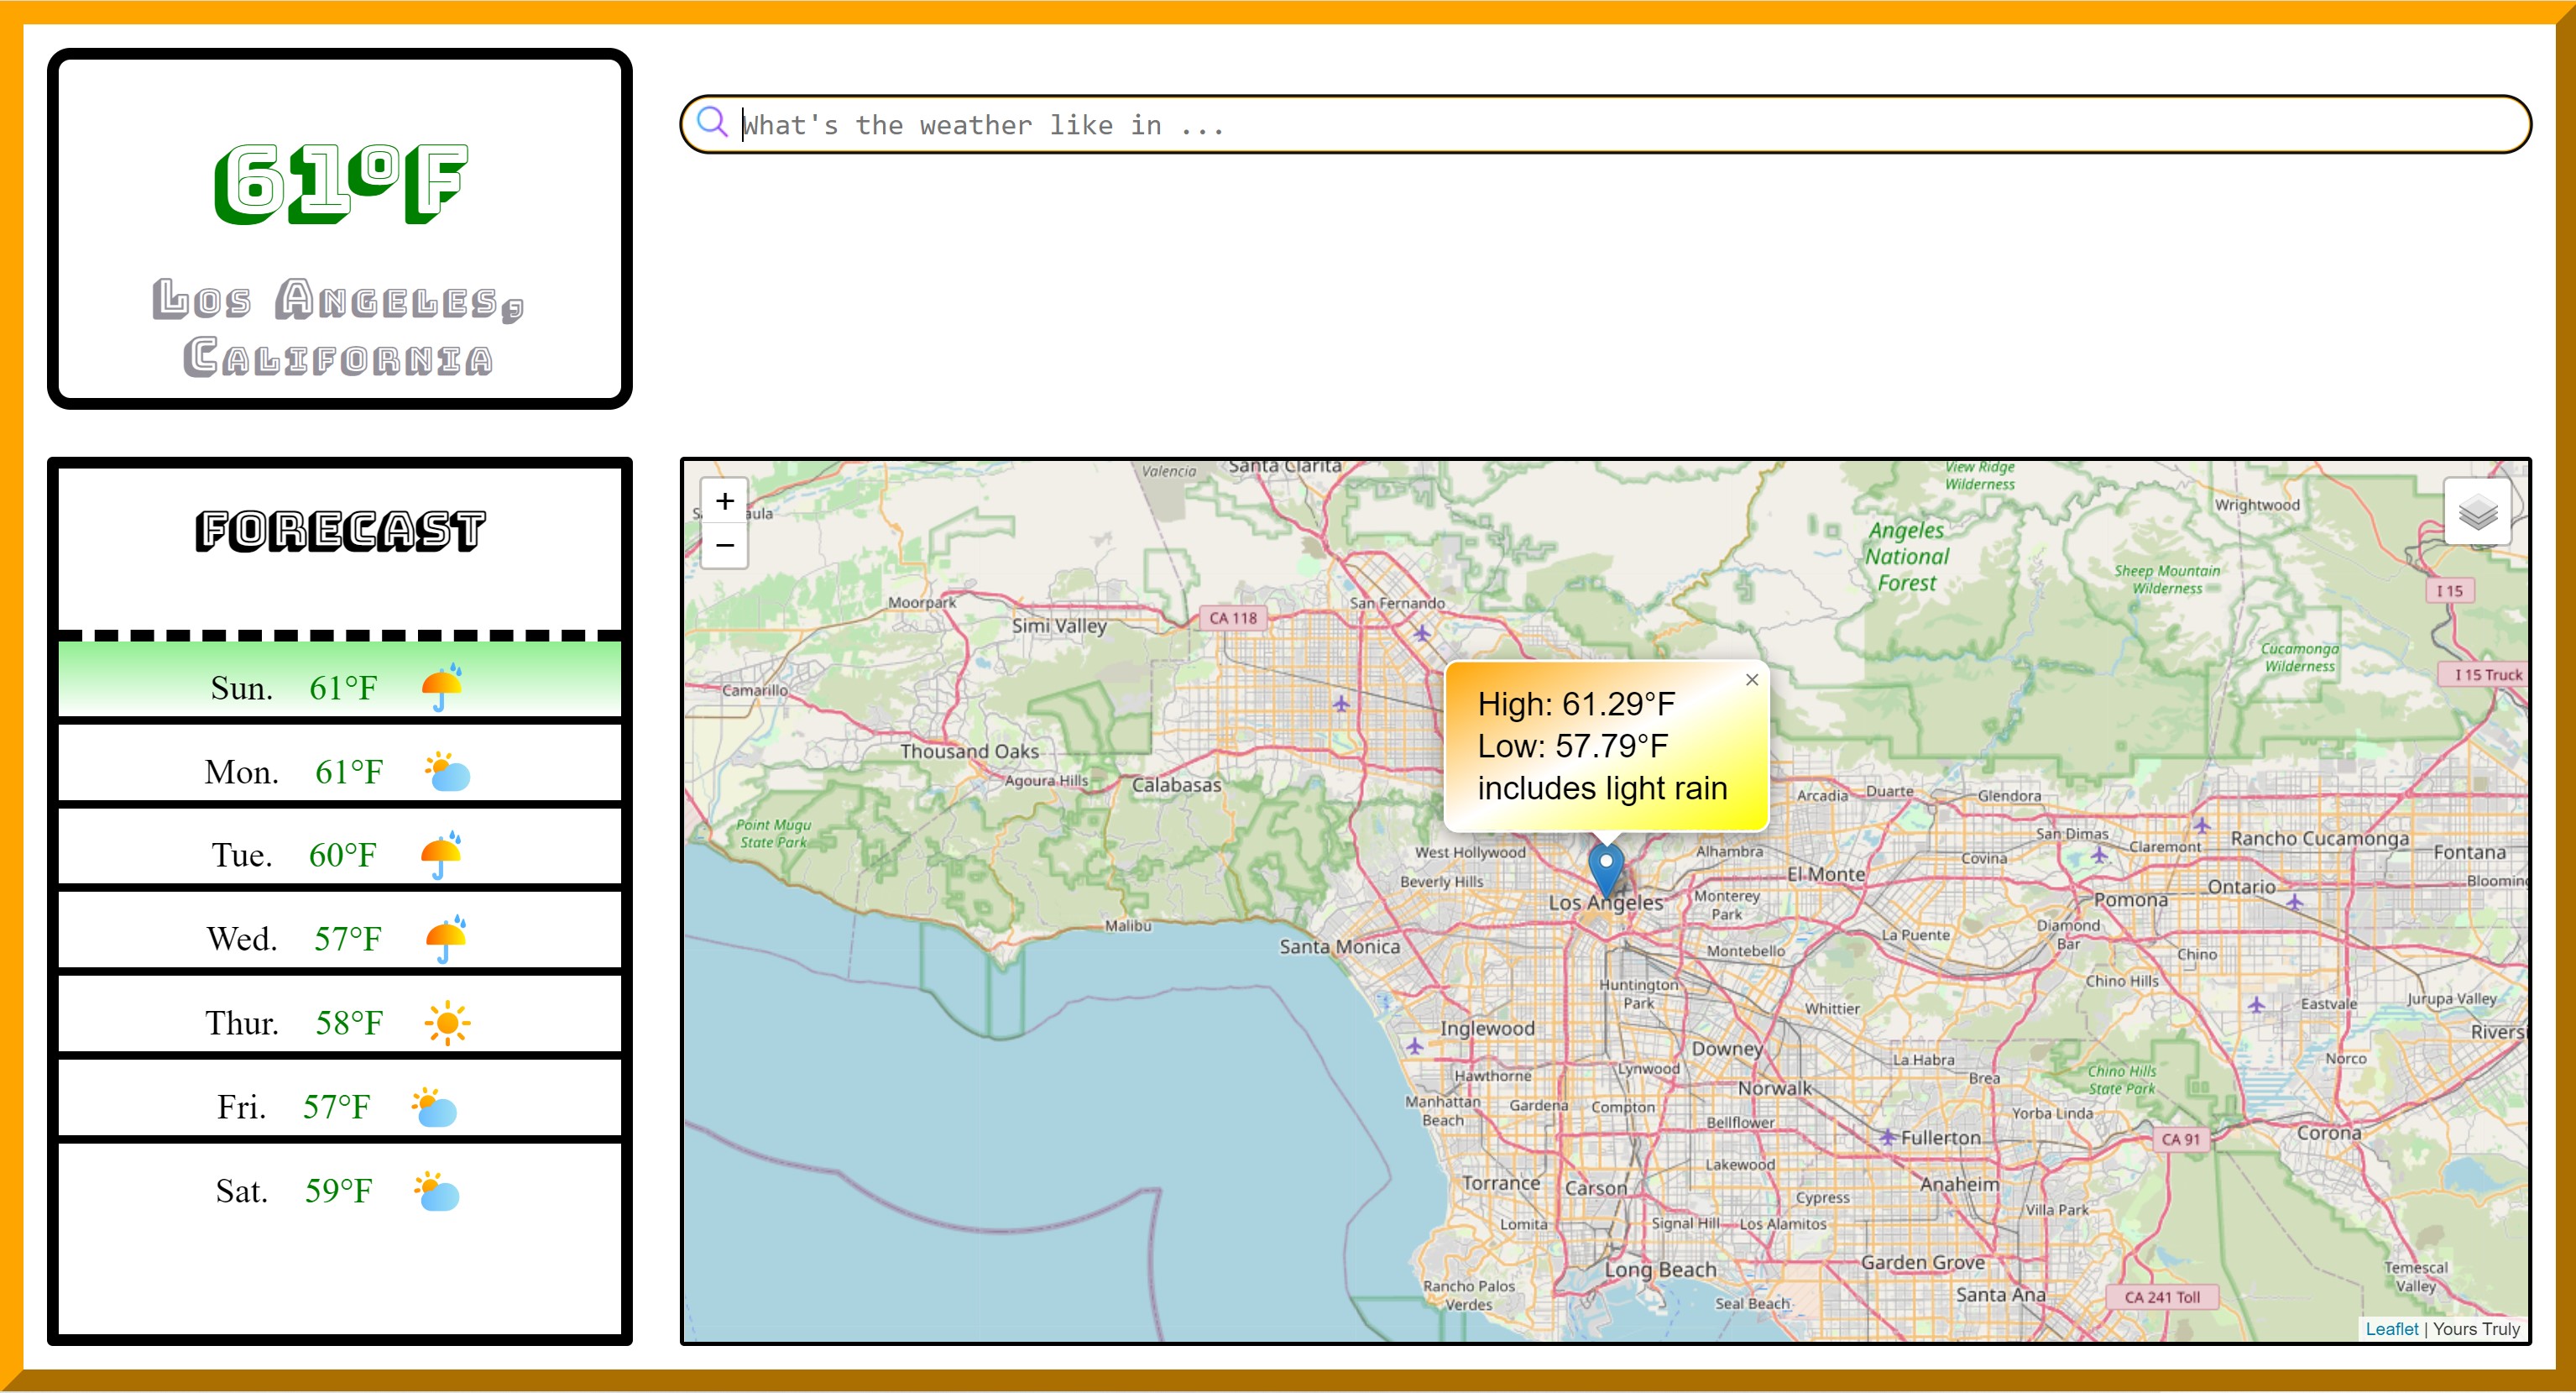 61°F
Los Angeles,
California
What's the weather like in ...
FORECAST
Sun. 61°F
Mon. 61°F
Tue. 60°F
Wed. 57°F
Thur. 58°F
Fri. 57°F
Sat. 59°F
+
−
Valencia
Santa Clarita
View Ridge
Wilderness
Wrightwood
Angeles
National
Forest
Sheep Mountain
Wilderness
I 15
Moorpark
San Fernando
CA 118
Simi Valley
Cucamonga
Wilderness
I 15 Truck
Camarillo
×
High: 61.29°F
Low: 57.79°F
includes light rain
Thousand Oaks
Agoura Hills
Calabasas
Arcadia
Duarte
Glendora
Point Mugu
State Park
San Dimas
Claremont
Rancho Cucamonga
Fontana
West Hollywood
Alhambra
Covina
Beverly Hills
El Monte
Ontario
Bloomin
Los Angeles
Monterey
Park
Pomona
Malibu
Santa Monica
Montebello
La Puente
Diamond
Bar
Chino
Huntington
Park
Whittier
Chino Hills
Eastvale
Jurupa Valley
Inglewood
Riversi
Downey
La Habra
Norco
Hawthorne
Lynwood
Norwalk
Brea
Chino Hills
State Park
Manhattan
Beach
Gardena
Compton
Yorba Linda
Bellflower
Fullerton
CA 91
Corona
Lakewood
Torrance
Carson
Cypress
Anaheim
Villa Park
Lomita
Signal Hill
Los Alamitos
Long Beach
Garden Grove
Temescal
Valley
Rancho Palos
Verdes
Seal Beach
Santa Ana
CA 241 Toll
Leaflet | Yours Truly